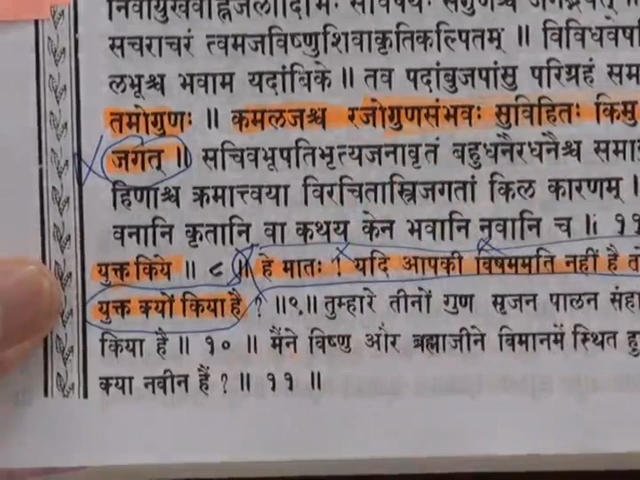 सचराचरं त्वमजविष्णुशिवाकृतिकल्पितम् ॥ विविधवेष
लभूश्च भवाम यदांबिके ॥ तव पदांबुजपांसु परिग्रहं सम
तमोगुणः ॥ कमलजश्च रजोगुणसंभवः सुविहितः किमु
जगत् ॥ सचिवभूपतिभृत्यजनावृतं बहुधनैरधनैश्च समा
हिणाश्च क्रमात्त्वया विरचितास्त्रिजगतां किल कारणम् ।
वनानि कृतानि वा कथय केन भवानि नवानि च ॥ ११
युक्त किये ॥ ८ ॥ हे मातः ! यदि आपकी विषममति नहीं है त
युक्त क्यों किया है ? ॥९॥ तुम्हारे तीनों गुण सृजन पालन संहा
किया है ॥ १० ॥ मैंने विष्णु और ब्रह्माजीने विमानमें स्थित हु
क्या नवीन हैं ? ॥ ११ ॥